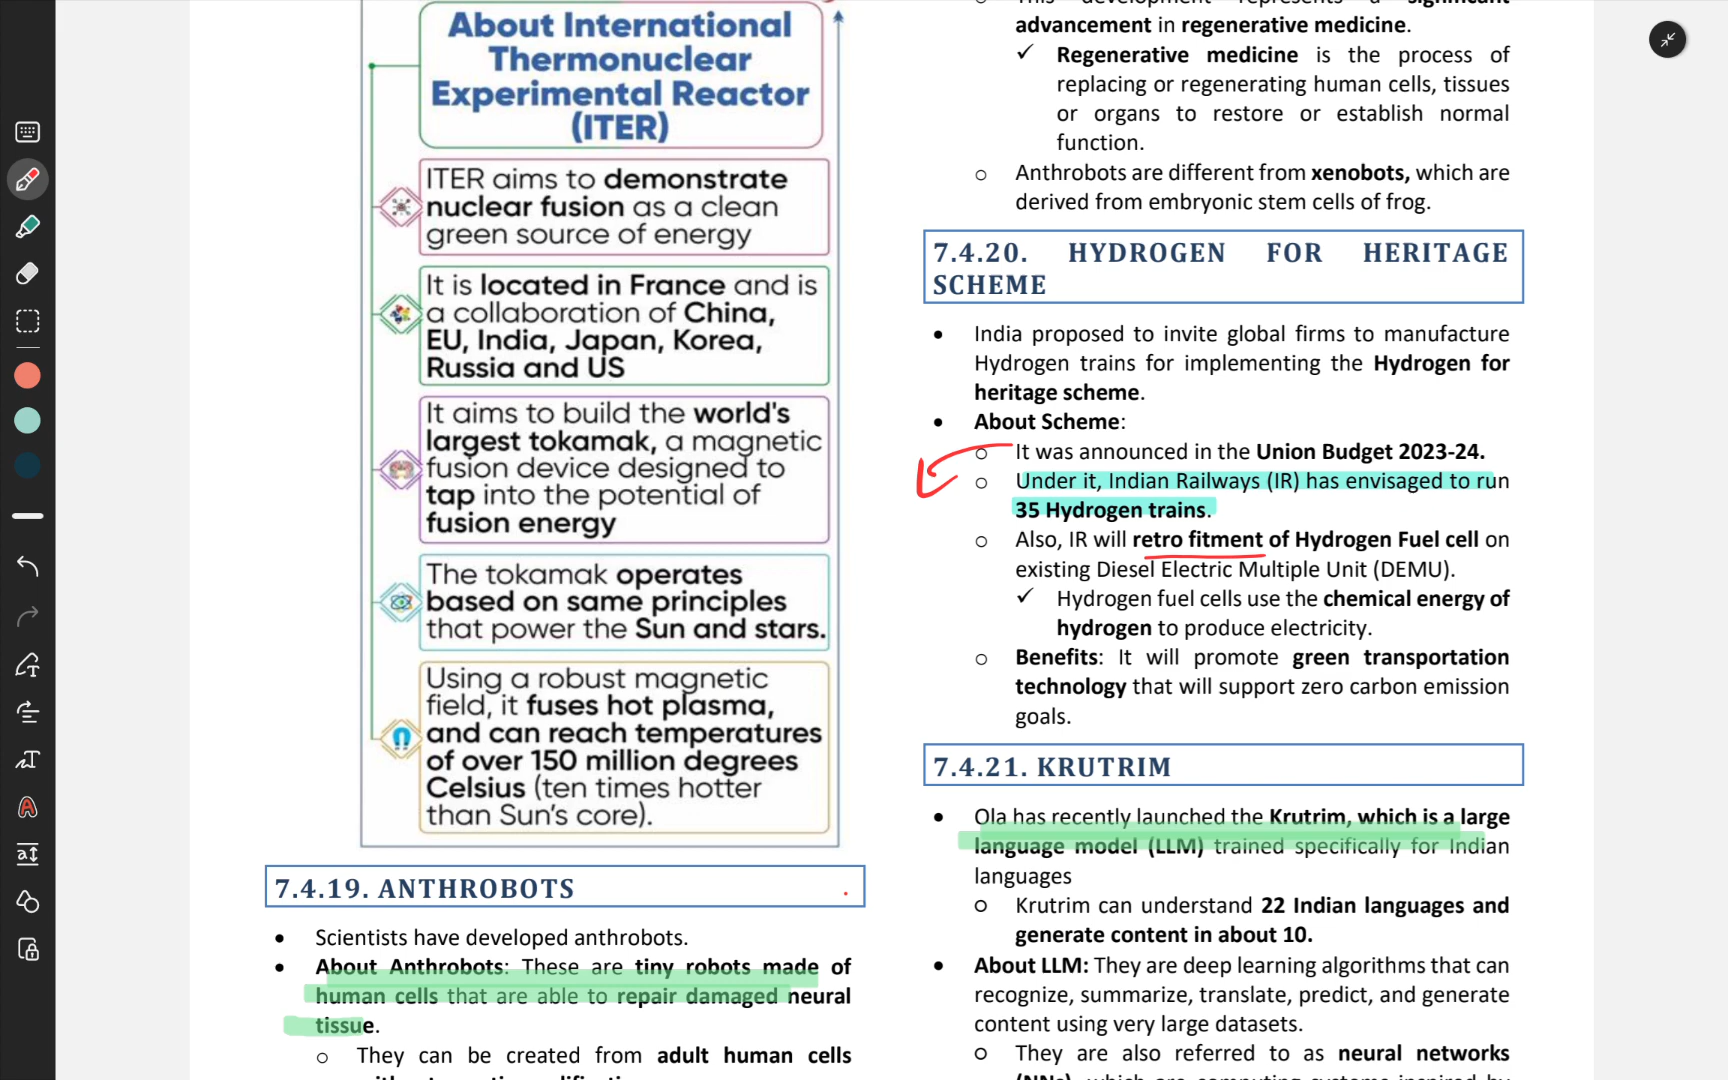 About International
Thermonuclear
Experimental Reactor
(ITER)
ITER aims to demonstrate
nuclear fusion as a clean
green source of energy
It is located in France and is
a collaboration of China,
EU, India, Japan, Korea,
Russia and US
It aims to build the world's
largest tokamak, a magnetic
fusion device designed to
tap into the potential of
fusion energy
The tokamak operates
based on same principles
that power the Sun and stars.
Using a robust magnetic
field, it fuses hot plasma,
and can reach temperatures
of over 150 million degrees
Celsius (ten times hotter
than Sun's core).
7.4.19. ANTHROBOTS
• Scientists have developed anthrobots.
• About Anthrobots: These are tiny robots made of
human cells that are able to repair damaged neural
tissue.
o They can be created from adult human cells
o This development represents a significant
advancement in regenerative medicine.
✓ Regenerative medicine is the process of
replacing or regenerating human cells, tissues
or organs to restore or establish normal
function.
o Anthrobots are different from xenobots, which are
derived from embryonic stem cells of frog.
7.4.20. HYDROGEN FOR HERITAGE
SCHEME
• India proposed to invite global firms to manufacture
Hydrogen trains for implementing the Hydrogen for
heritage scheme.
• About Scheme:
o It was announced in the Union Budget 2023-24.
o Under it, Indian Railways (IR) has envisaged to run
35 Hydrogen trains.
o Also, IR will retro fitment of Hydrogen Fuel cell on
existing Diesel Electric Multiple Unit (DEMU).
✓ Hydrogen fuel cells use the chemical energy of
hydrogen to produce electricity.
o Benefits: It will promote green transportation
technology that will support zero carbon emission
goals.
7.4.21. KRUTRIM
• Ola has recently launched the Krutrim, which is a large
language model (LLM) trained specifically for Indian
languages
o Krutrim can understand 22 Indian languages and
generate content in about 10.
• About LLM: They are deep learning algorithms that can
recognize, summarize, translate, predict, and generate
content using very large datasets.
o They are also referred to as neural networks
(NNs), which are computing systems inspired by